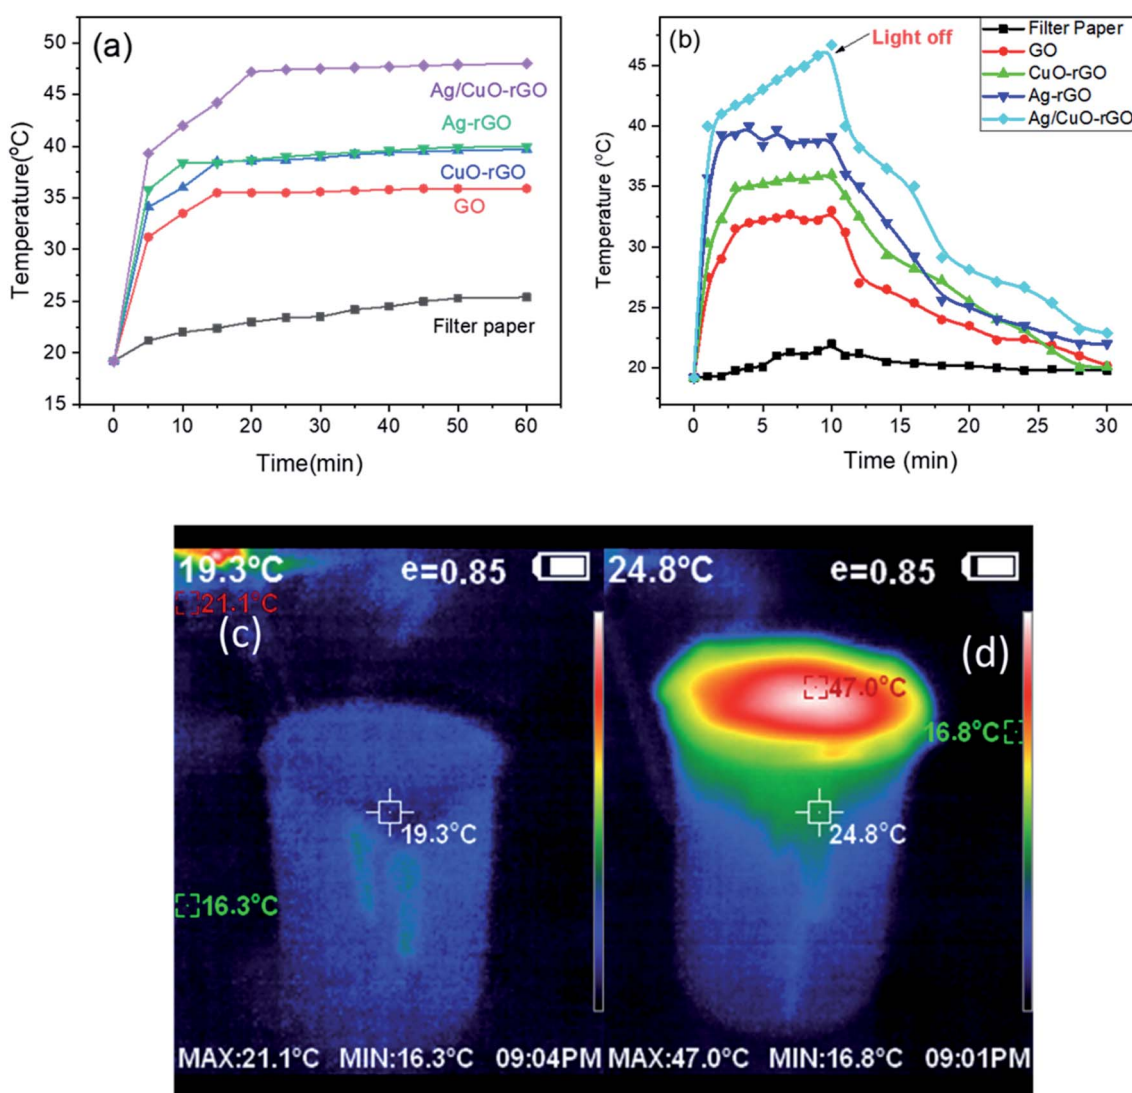 (a)
50
45
40
35
30
25
20
15
Temperature(°C)
Ag/CuO-rGO
Ag-rGO
CuO-rGO
GO
Filter paper
0 10 20 30 40 50 60
Time(min)
(b)
Light off
Filter Paper
GO
CuO-rGO
Ag-rGO
Ag/CuO-rGO
45
40
35
30
25
20
Temperature (°C)
0 5 10 15 20 25 30
Time (min)
19.3°C e=0.85
21.1°C
(c)
19.3°C
16.3°C
MAX:21.1°C MIN:16.3°C 09:04PM
24.8°C e=0.85
(d)
47.0°C
16.8°C
24.8°C
MAX:47.0°C MIN:16.8°C 09:01PM